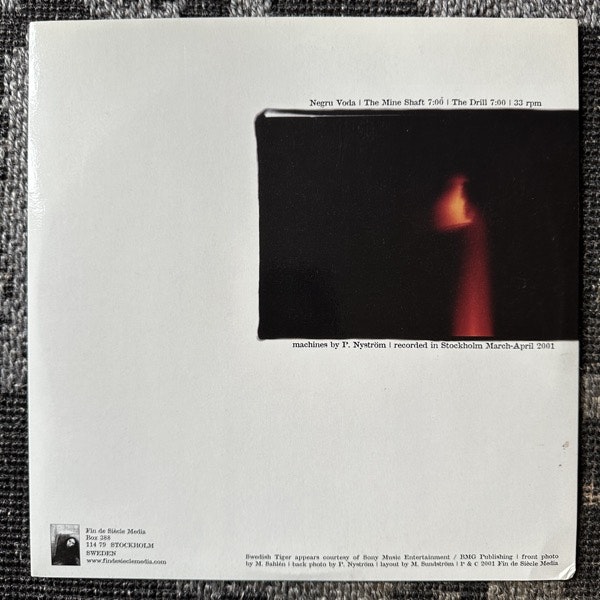 Negru Voda | The Mine Shaft 7:00 | The Drill 7:00 | 33 rpm
machines by P. Nyström | recorded in Stockholm March-April 2001
Fin de Siècle Media
Box 288
114 79 STOCKHOLM
SWEDEN
www.findesieclemedia.com
Swedish Tiger appears courtesy of Sony Music Entertainment / BMG Publishing | front photo
by M. Sahlén | back photo by P. Nyström | layout by M. Sundström | P & C 2001 Fin de Siècle Media